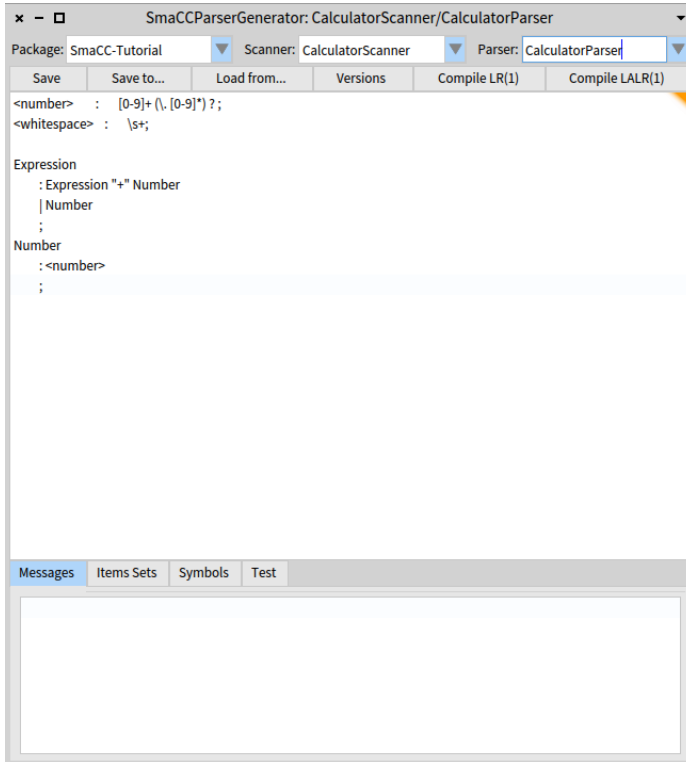 SmaCCParserGenerator: CalculatorScanner/CalculatorParser
Package: SmaCC-Tutorial Scanner: CalculatorScanner Parser: CalculatorParser
Save Save to... Load from... Versions Compile LR(1) Compile LALR(1)
<number> : [0-9]+ (\. [0-9]*) ? ;
<whitespace> : \s+;
Expression
: Expression "+" Number
| Number
;
Number
: <number>
;
Messages Items Sets Symbols Test